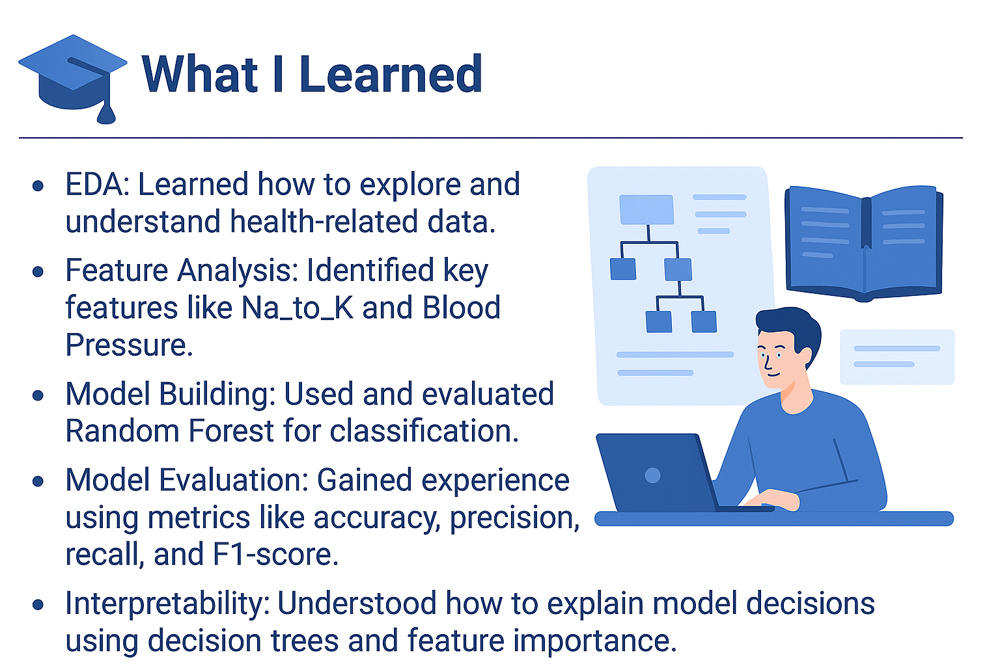 What I Learned
• EDA: Learned how to explore and
understand health-related data.
• Feature Analysis: Identified key
features like Na_to_K and Blood
Pressure.
• Model Building: Used and evaluated
Random Forest for classification.
• Model Evaluation: Gained experience
using metrics like accuracy, precision,
recall, and F1-score.
• Interpretability: Understood how to explain model decisions
using decision trees and feature importance.